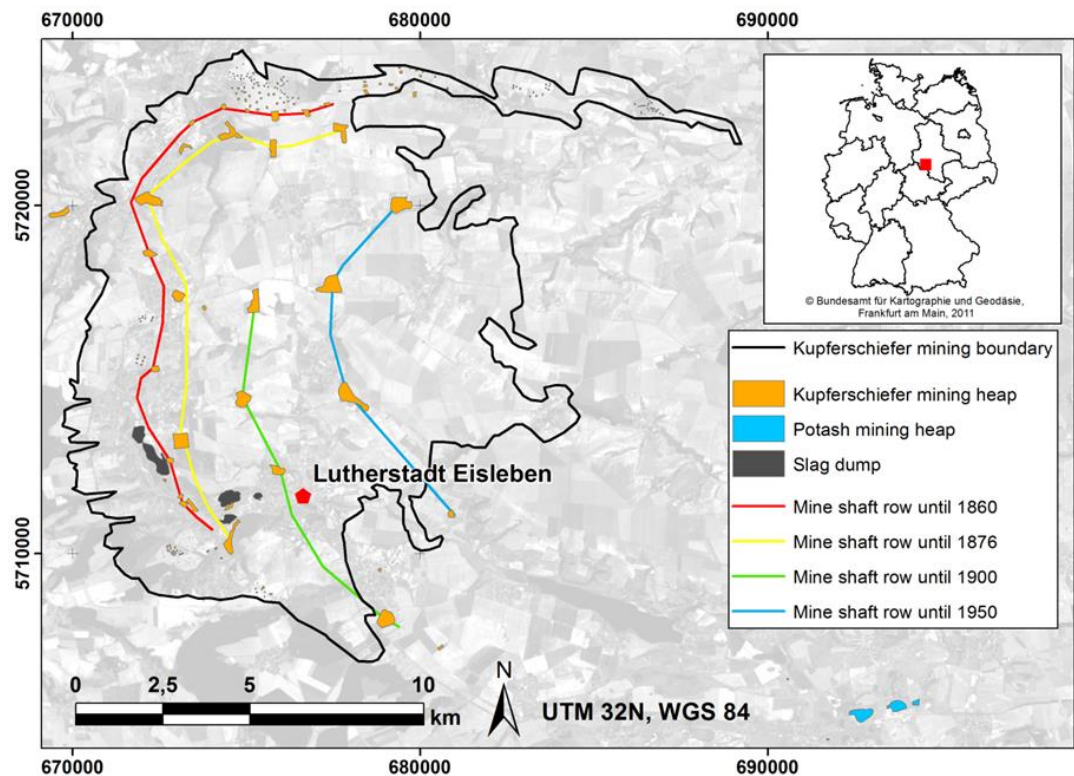 670000 680000 690000
5720000
5710000
© Bundesamt für Kartographie und Geodäsie,
Frankfurt am Main, 2011
Kupferschiefer mining boundary
Kupferschiefer mining heap
Potash mining heap
Slag dump
Mine shaft row until 1860
Mine shaft row until 1876
Mine shaft row until 1900
Mine shaft row until 1950
Lutherstadt Eisleben
0 2,5 5 10
km
N
UTM 32N, WGS 84
670000 680000 690000